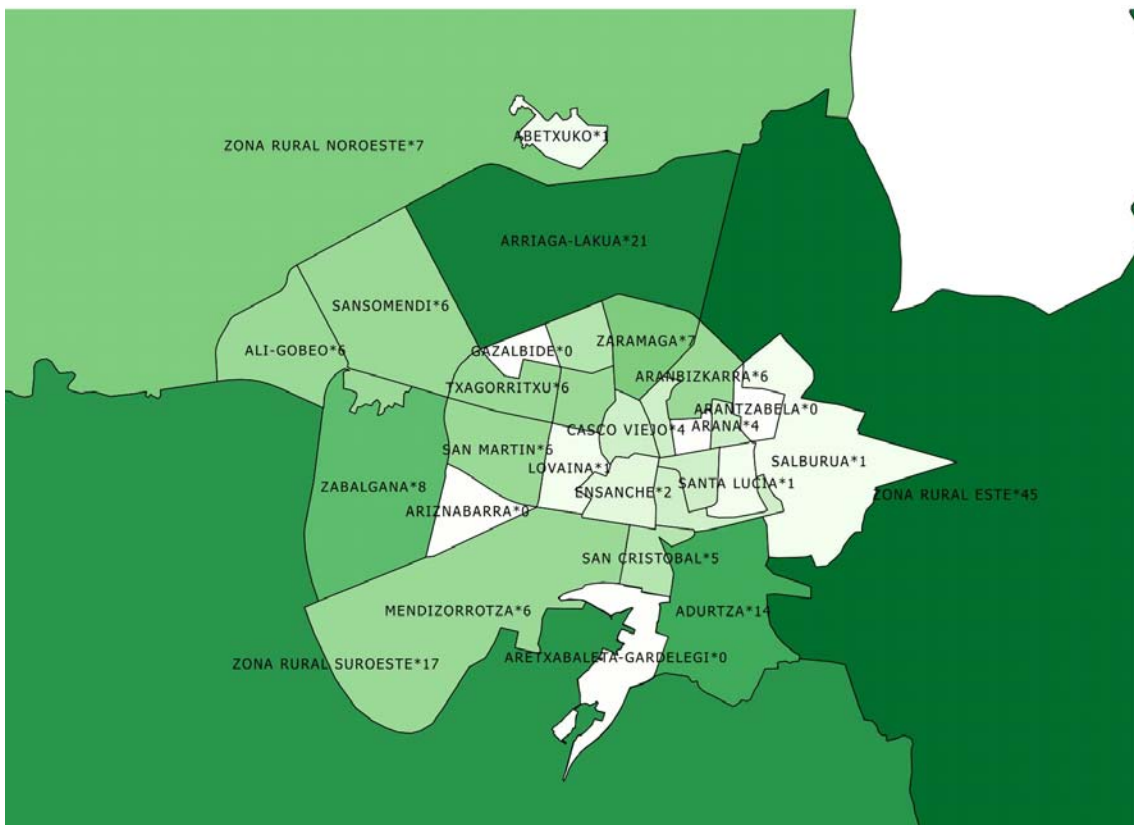 ABETXUKO*1
ZONA RURAL NOROESTE*7
ARRIAGA-LAKUA*21
SANSOMENDI*6
ZARAMAGA*7
ALI-GOBEO*6
GAZALBIDE*0
ARANBIZKARRA*6
TXAGORRITXU*6
ARANTZABELA*0
CASCO VIEJO*4
ARANA*4
SAN MARTIN*6
SALBURUA*1
LOVAINA*1
ZABALGANA*8
SANTA LUCIA*1
ENSANCHE*2
ZONA RURAL ESTE*45
ARIZNABARRA*0
SAN CRISTOBAL*5
MENDIZORROTZA*6
ADURTZA*14
ZONA RURAL SUROESTE*17
ARETXABALETA-GARDELEGI*0